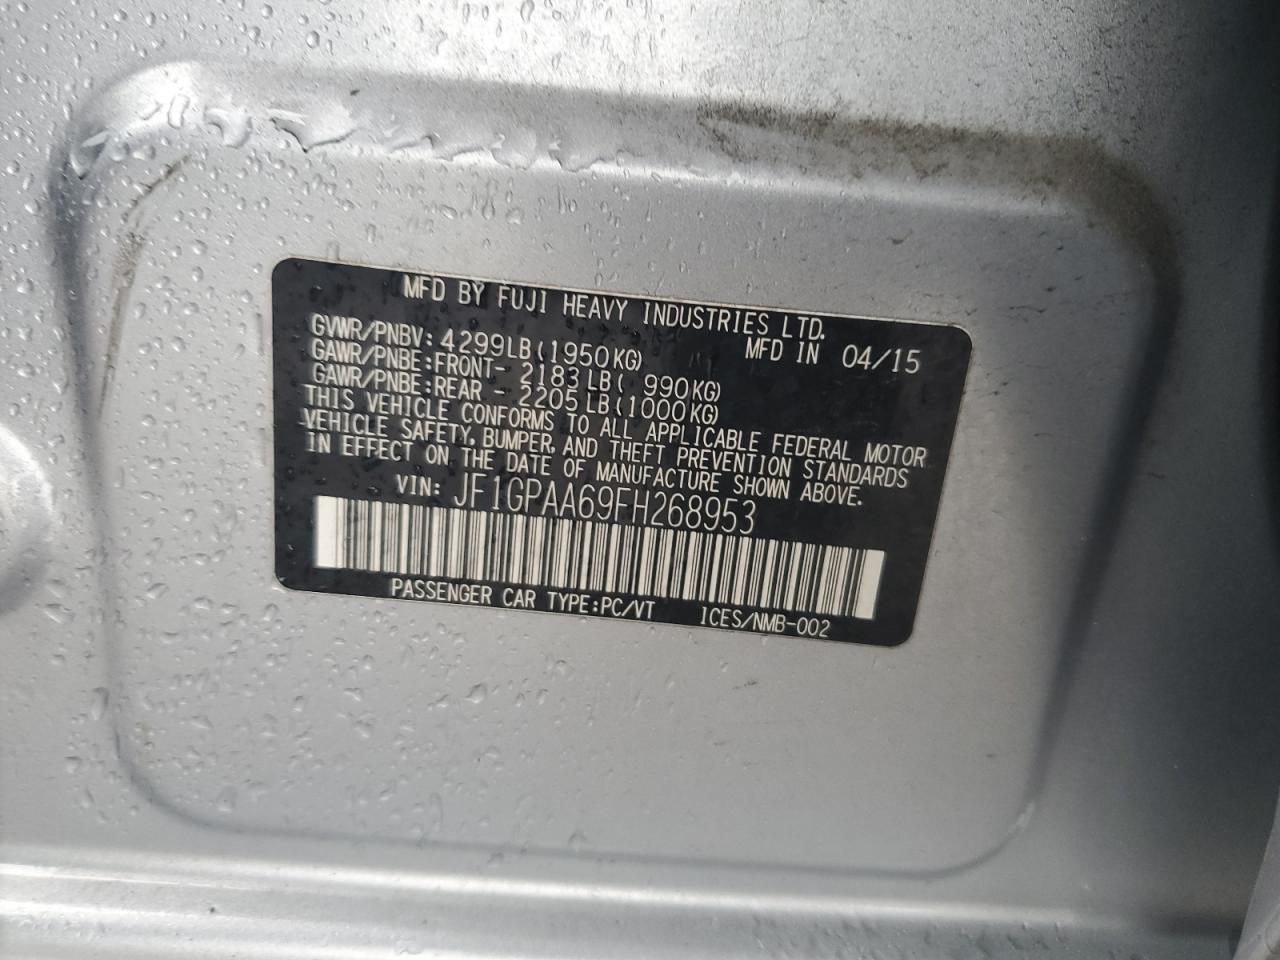 MFD BY FUJI HEAVY INDUSTRIES LTD.
GVWR/PNBV: 4299LB(1950KG) MFD IN 04/15
GAWR/PNBE:FRONT- 2183LB( 990KG)
GAWR/PNBE:REAR - 2205LB(1000KG)
THIS VEHICLE CONFORMS TO ALL APPLICABLE FEDERAL MOTOR
VEHICLE SAFETY, BUMPER, AND THEFT PREVENTION STANDARDS
IN EFFECT ON THE DATE OF MANUFACTURE SHOWN ABOVE.
VIN: JF1GPAA69FH268953
PASSENGER CAR TYPE:PC/VT ICES/NMB-002